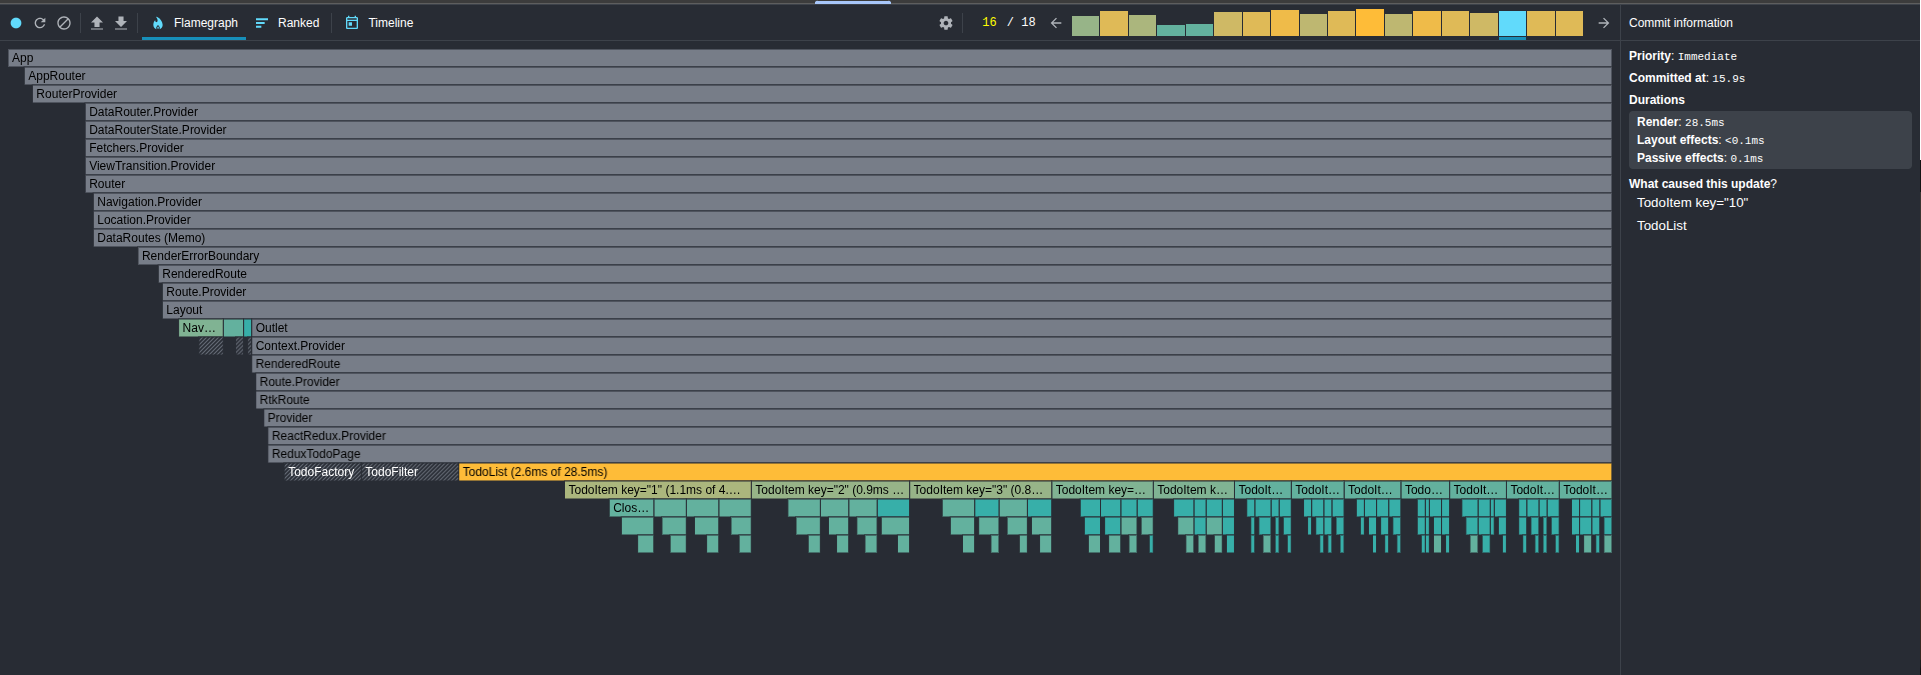 Flamegraph Ranked Timeline 16 / 18 Commit information
App
AppRouter
RouterProvider
DataRouter.Provider
DataRouterState.Provider
Fetchers.Provider
ViewTransition.Provider
Router
Navigation.Provider
Location.Provider
DataRoutes (Memo)
RenderErrorBoundary
RenderedRoute
Route.Provider
Layout
Nav… Outlet
Context.Provider
RenderedRoute
Route.Provider
RtkRoute
Provider
ReactRedux.Provider
ReduxTodoPage
TodoFactory TodoFilter TodoList (2.6ms of 28.5ms)
TodoItem key="1" (1.1ms of 4.… TodoItem key="2" (0.9ms … TodoItem key="3" (0.8… TodoItem key=… TodoItem k… TodoIt… TodoIt… TodoIt… Todo… TodoIt… TodoIt… TodoIt…
Clos…
Priority: Immediate
Committed at: 15.9s
Durations
Render: 28.5ms
Layout effects: <0.1ms
Passive effects: 0.1ms
What caused this update?
TodoItem key="10"
TodoList